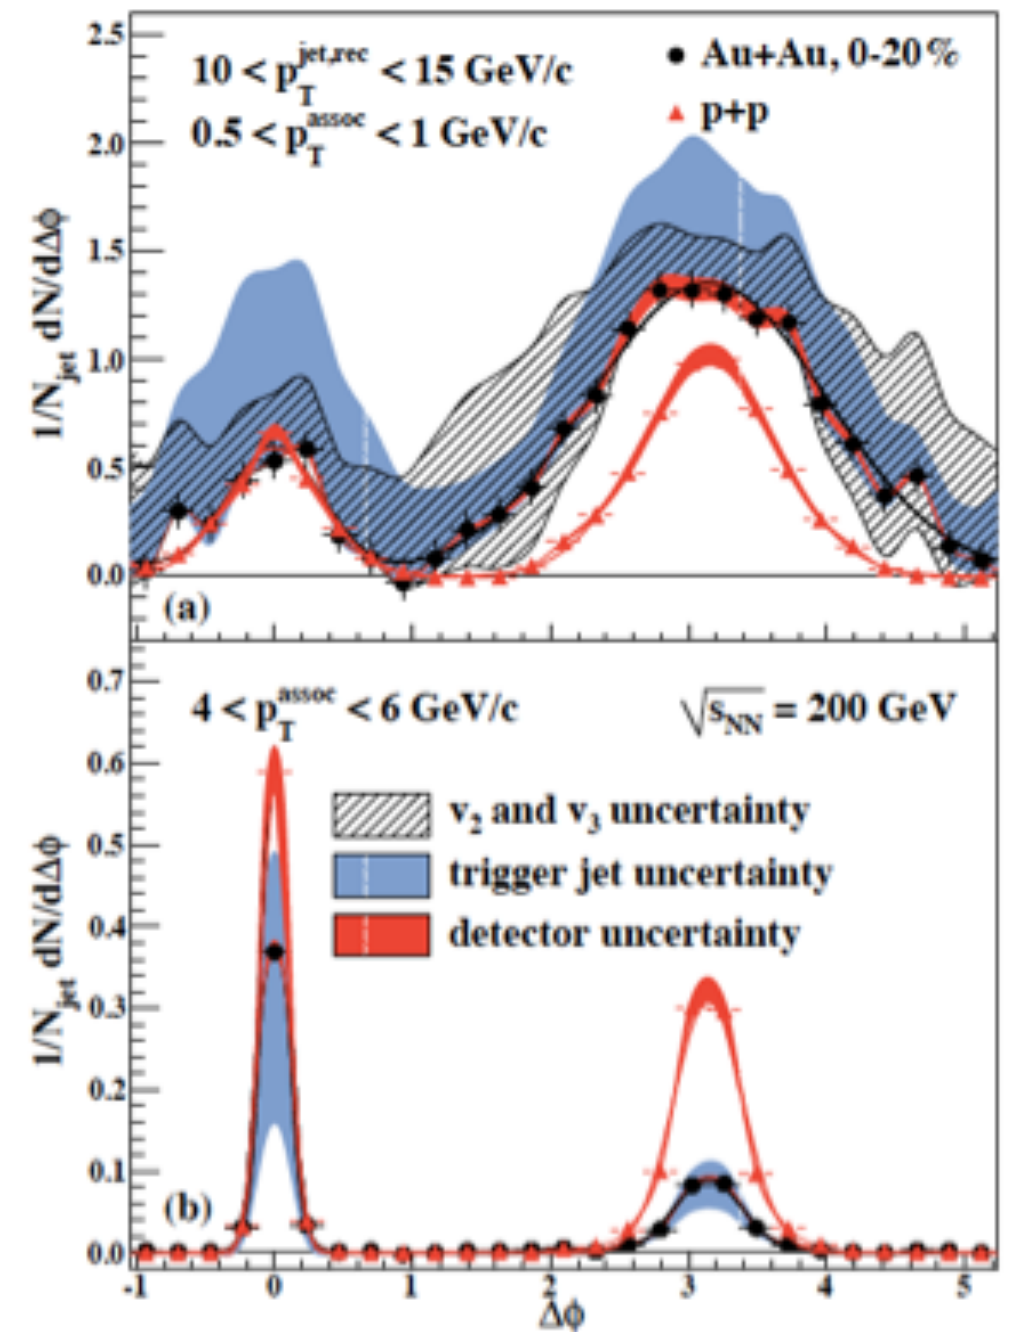 10 < p_T^jet,rec < 15 GeV/c
0.5 < p_T^assoc < 1 GeV/c
Au+Au, 0-20%
p+p
1/N_jet dN/dΔϕ
2.5
2.0
1.5
1.0
0.5
0.0
(a)
4 < p_T^assoc < 6 GeV/c
√s_NN = 200 GeV
v_2 and v_3 uncertainty
trigger jet uncertainty
detector uncertainty
1/N_jet dN/dΔϕ
0.7
0.6
0.5
0.4
0.3
0.2
0.1
0.0
(b)
-1 0 1 2 3 4 5
Δϕ